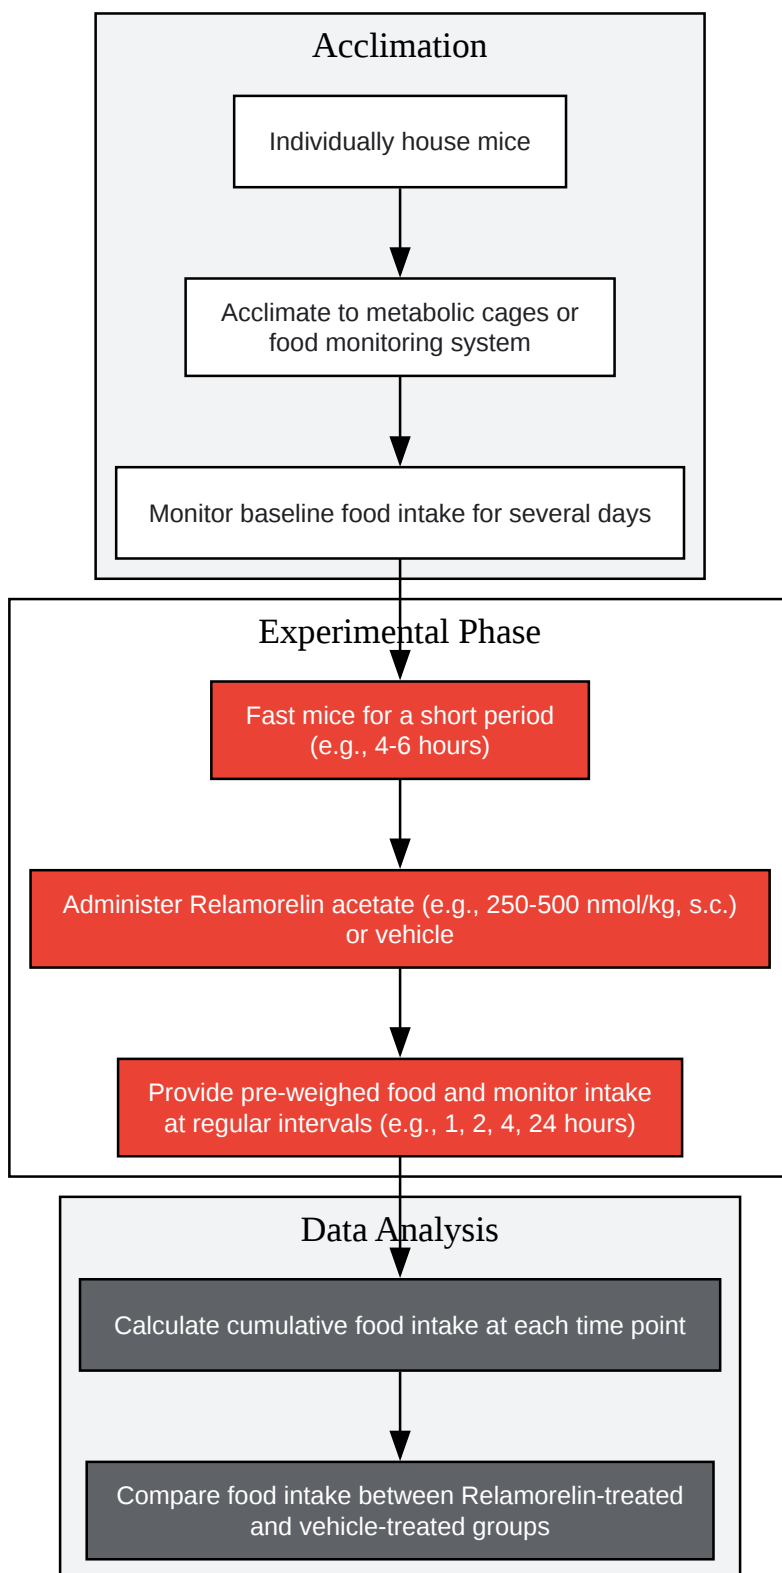 Acclimation
Individually house mice
Acclimate to metabolic cages or
food monitoring system
Monitor baseline food intake for several days
Experimental Phase
Fast mice for a short period
(e.g., 4-6 hours)
Administer Relamorelin acetate (e.g., 250-500 nmol/kg, s.c.)
or vehicle
Provide pre-weighed food and monitor intake
at regular intervals (e.g., 1, 2, 4, 24 hours)
Data Analysis
Calculate cumulative food intake at each time point
Compare food intake between Relamorelin-treated
and vehicle-treated groups